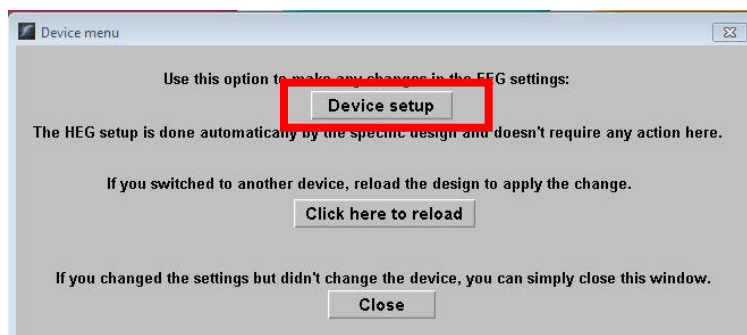 Device menu
Use this option to make any changes in the EEG settings:
Device setup
The HEG setup is done automatically by the specific design and doesn't require any action here.
If you switched to another device, reload the design to apply the change.
Click here to reload
If you changed the settings but didn't change the device, you can simply close this window.
Close